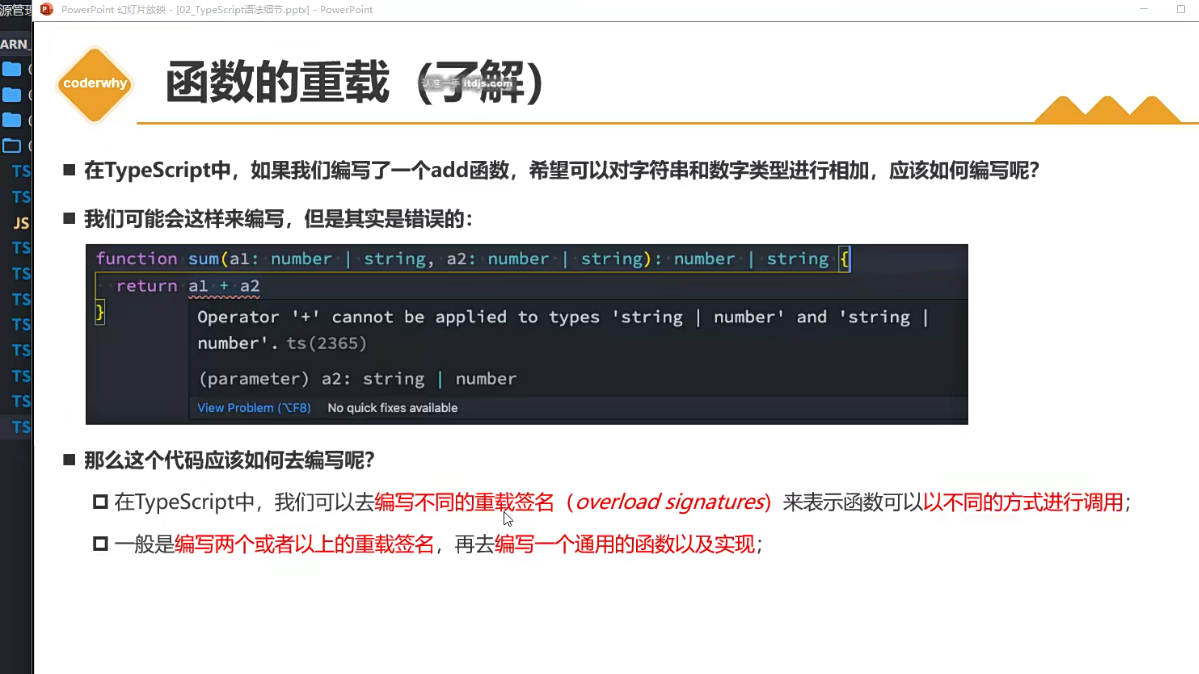 源管理
PowerPoint 幻灯片放映 - [02_TypeScript语法细节.pptx] - PowerPoint
ARN_
coderwhy
函数的重载（了解）
itdjs.com
TS
TS
JS
TS
TS
TS
TS
TS
TS
TS
TS
在TypeScript中，如果我们编写了一个add函数，希望可以对字符串和数字类型进行相加，应该如何编写呢？
我们可能会这样来编写，但是其实是错误的：
function sum(a1: number | string, a2: number | string): number | string {
return a1 + a2
}
Operator '+' cannot be applied to types 'string | number' and 'string |
number'. ts(2365)
(parameter) a2: string | number
View Problem (⌥F8) No quick fixes available
那么这个代码应该如何去编写呢？
在TypeScript中，我们可以去编写不同的重载签名（overload signatures）来表示函数可以以不同的方式进行调用；
一般是编写两个或者以上的重载签名，再去编写一个通用的函数以及实现；